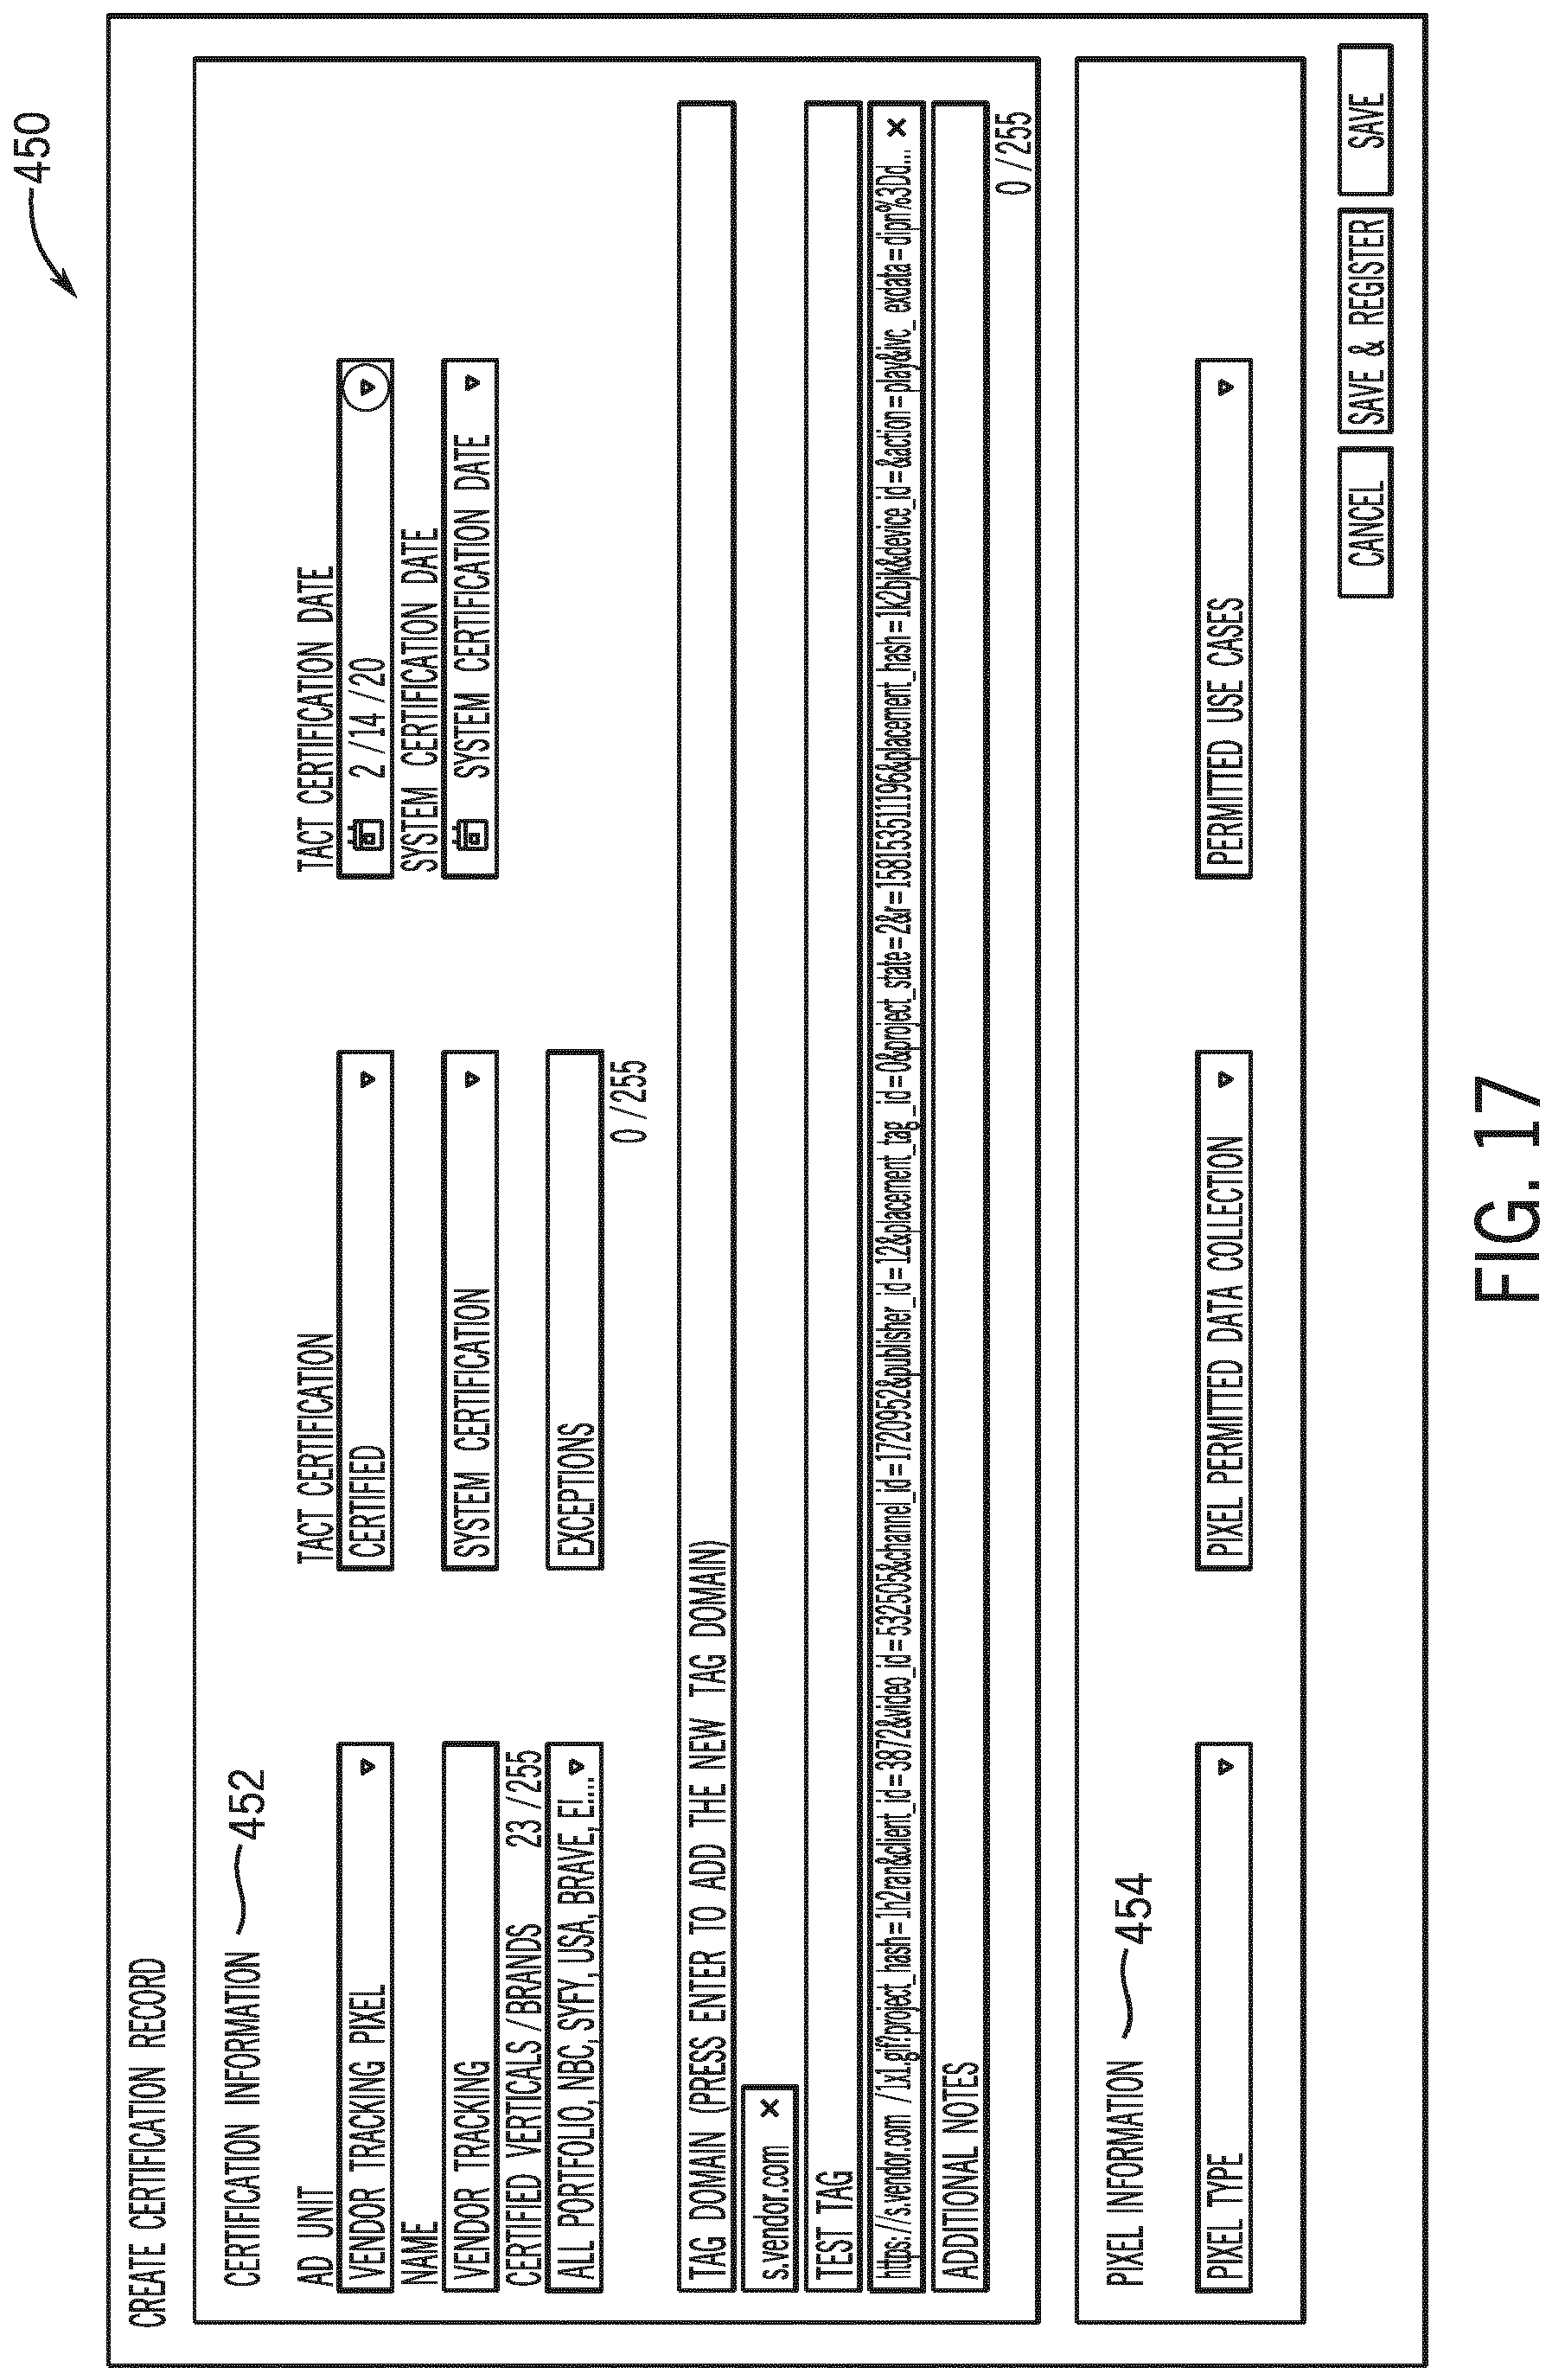 450
CREATE CERTIFICATION RECORD
CERTIFICATION INFORMATION 452
AD UNIT
VENDOR TRACKING PIXEL
TACT CERTIFICATION
CERTIFIED
TACT CERTIFICATION DATE
2 /14 /20
NAME
VENDOR TRACKING
23 /255
SYSTEM CERTIFICATION
SYSTEM CERTIFICATION DATE
SYSTEM CERTIFICATION DATE
CERTIFIED VERTICALS /BRANDS
ALL PORTFOLIO, NBC, SYFY, USA, BRAVE, E!....
EXCEPTIONS
0 /255
TAG DOMAIN (PRESS ENTER TO ADD THE NEW TAG DOMAIN)
s.vendor.com ×
TEST TAG
https://s.vendor.com /1x1.gif?project_hash=1h2ran&client_id=3872&video_id=532505&channel_id=1720952&publisher_id=12&placement_tag_id=0&project_state=2&r=1581535111196&placement_hash=1k2bjk&device_id=&action=play&ivc_exdata=dipn%3Dd... ×
ADDITIONAL NOTES
0 /255
PIXEL INFORMATION 454
PIXEL TYPE
PIXEL PERMITTED DATA COLLECTION
PERMITTED USE CASES
CANCEL
SAVE & REGISTER
SAVE
FIG. 17